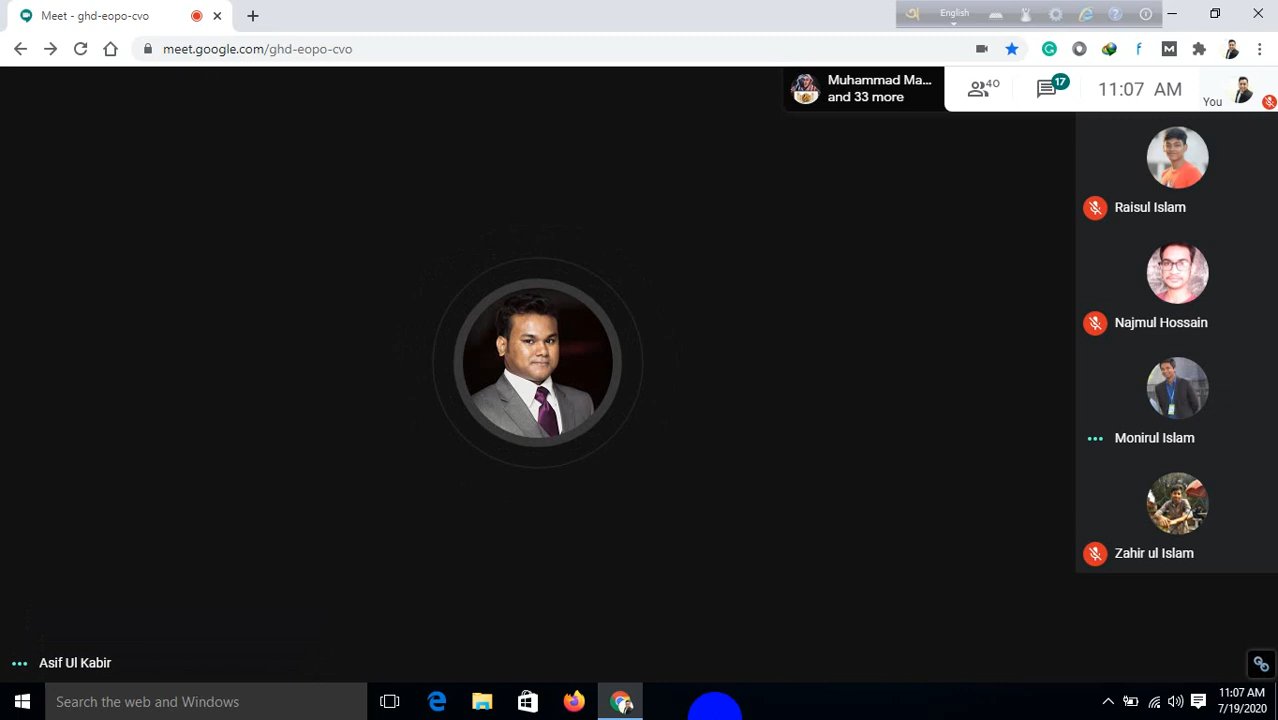 Meet - ghd-eopo-cvo
অ English
meet.google.com/ghd-eopo-cvo
Muhammad Ma...
and 33 more
40
17
11:07 AM
You
Raisul Islam
Najmul Hossain
Monirul Islam
Zahir ul Islam
Asif Ul Kabir
Search the web and Windows
11:07 AM
7/19/2020